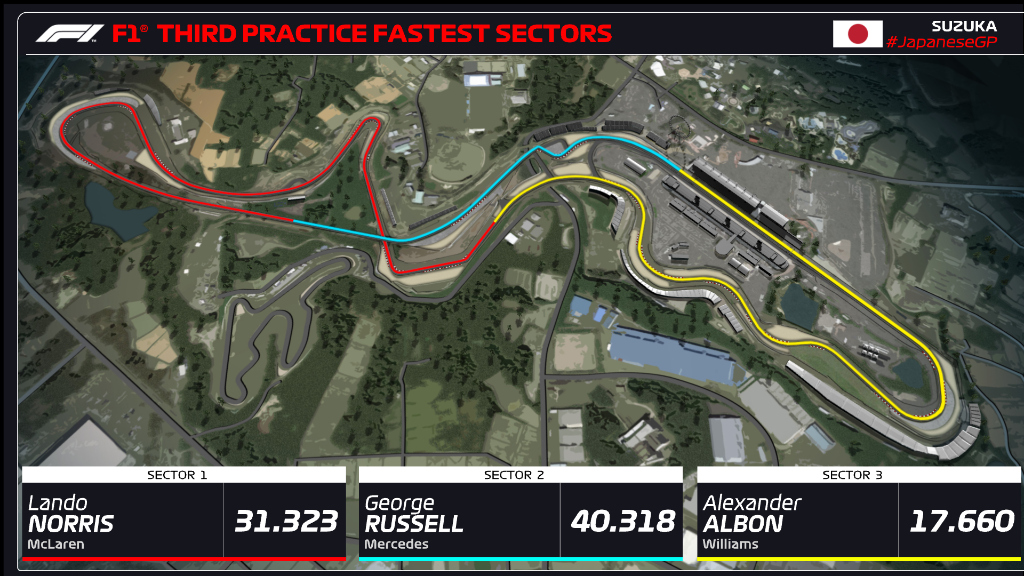 F1® THIRD PRACTICE FASTEST SECTORS
SUZUKA
#JapaneseGP
SECTOR 1
Lando
NORRIS
McLaren
31.323
SECTOR 2
George
RUSSELL
Mercedes
40.318
SECTOR 3
Alexander
ALBON
Williams
17.660